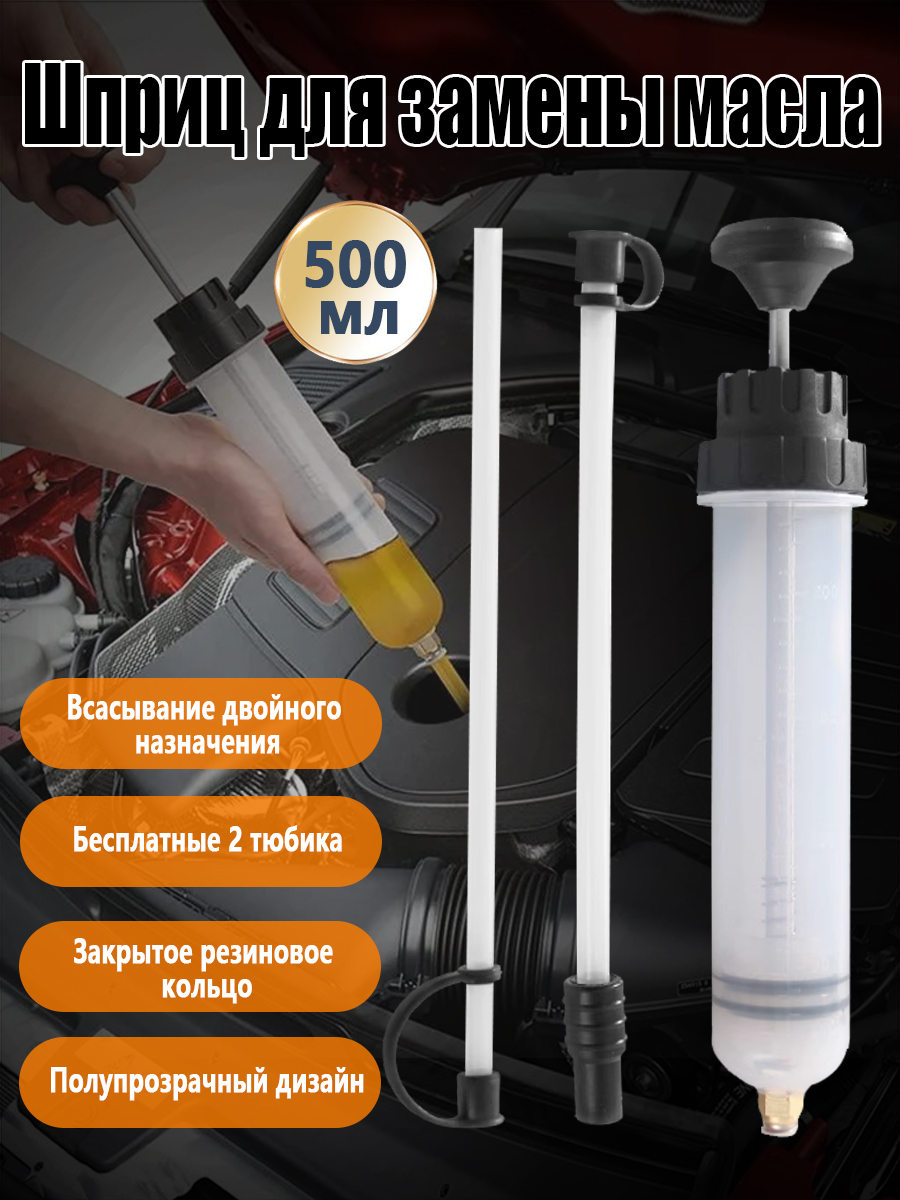 Шприц для замены масла
500
мл
Всасывание двойного
назначения
Бесплатные 2 тюбика
Закрытое резиновое
кольцо
Полупрозрачный дизайн